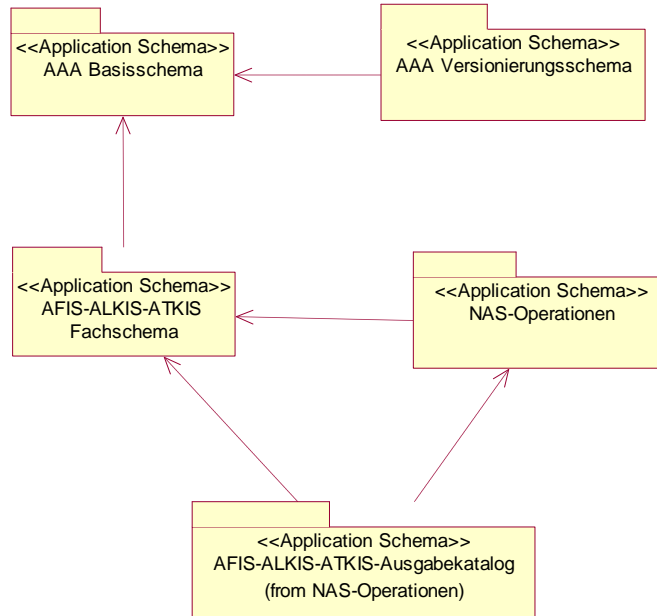 <<Application Schema>>
AAA Basisschema
<<Application Schema>>
AAA Versionierungsschema
<<Application Schema>>
AFIS-ALKIS-ATKIS
Fachschema
<<Application Schema>>
NAS-Operationen
<<Application Schema>>
AFIS-ALKIS-ATKIS-Ausgabekatalog
(from NAS-Operationen)